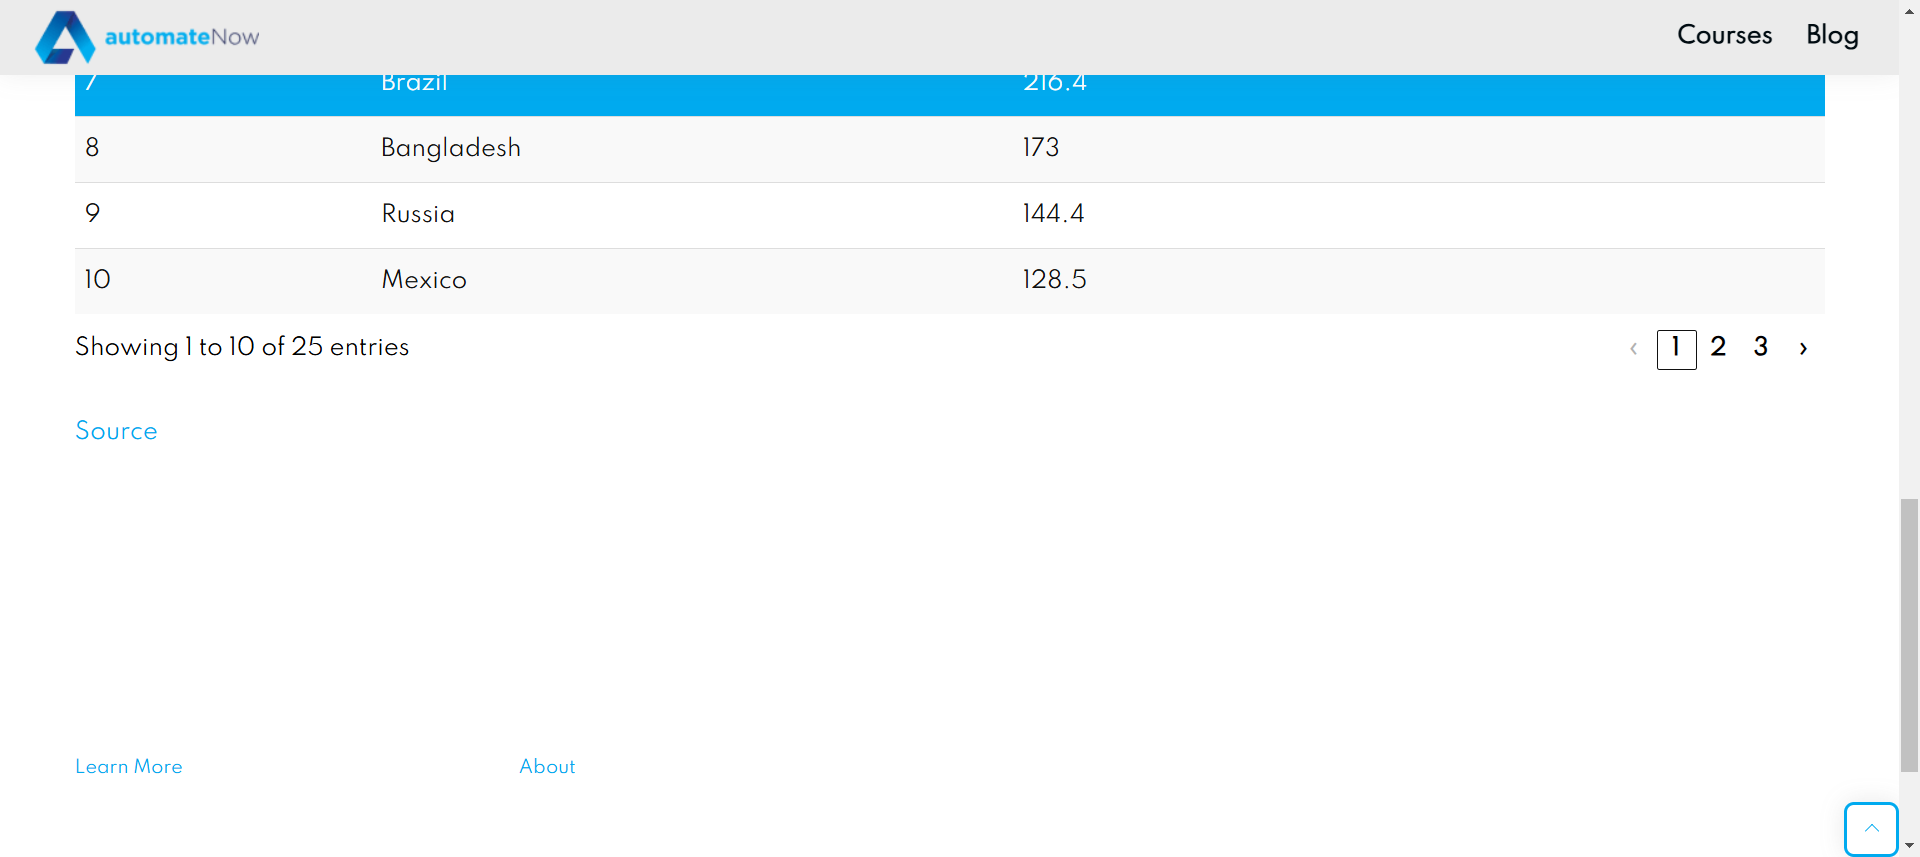 automateNow
Courses Blog
7 Brazil 216.4
8 Bangladesh 173
9 Russia 144.4
10 Mexico 128.5
Showing 1 to 10 of 25 entries
‹ 1 2 3 ›
Source
Learn More About